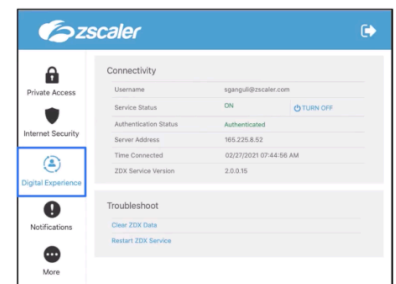 zscaler
Private Access
Internet Security
Digital Experience
Notifications
More
Connectivity
Username sganguli@zscaler.com
Service Status ON TURN OFF
Authentication Status Authenticated
Server Address 165.225.8.52
Time Connected 02/27/2021 07:44:56 AM
ZDX Service Version 2.0.0.15
Troubleshoot
Clear ZDX Data
Restart ZDX Service